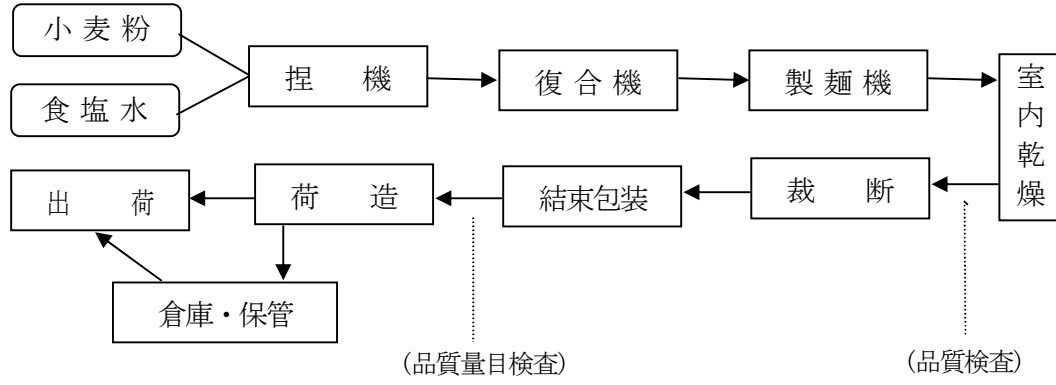 小麦粉
食塩水
捏　機
復合機
製麺機
室内乾燥
裁　断
結束包装
荷　造
出　荷
倉庫・保管
(品質量目検査)
(品質検査)